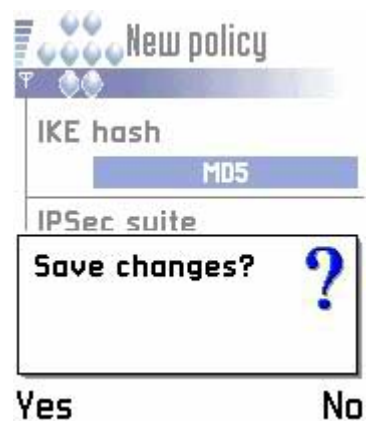 New policy
IKE hash
MD5
IPSec suite
Save changes?
Yes No